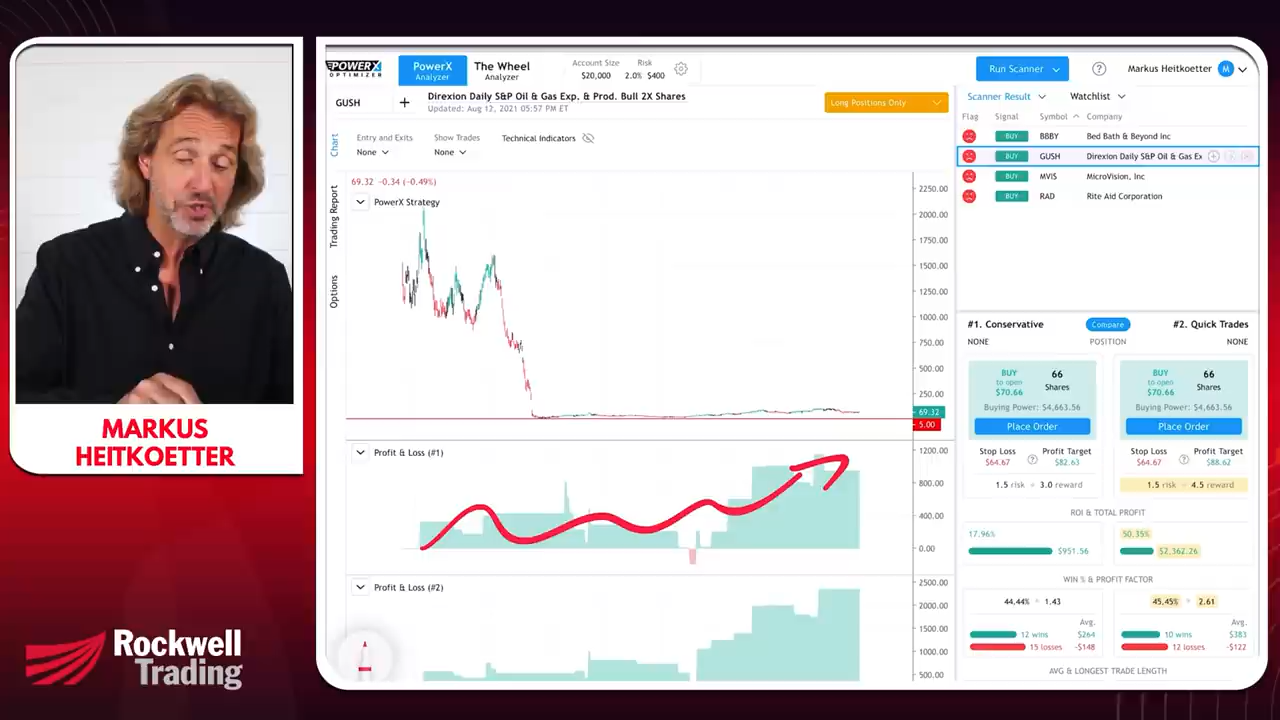 MARKUS
HEITKOETTER
Rockwell
Trading
POWERX
OPTIMIZER
PowerX
Analyzer
The Wheel
Analyzer
Account Size
$20,000
Risk
2.0% $400
Run Scanner
Markus Heitkoetter
M
GUSH
Direxion Daily S&P Oil & Gas Exp. & Prod. Bull 2X Shares
Updated: Aug 12, 2021 05:57 PM ET
Long Positions Only
Chart
Trading Report
Options
Entry and Exits
None
Show Trades
None
Technical Indicators
69.32 -0.34 (-0.49%)
PowerX Strategy
2250.00
2000.00
1750.00
1500.00
1250.00
1000.00
750.00
500.00
250.00
69.32
5.00
Profit & Loss (#1)
1200.00
800.00
400.00
0.00
Profit & Loss (#2)
2500.00
2000.00
1500.00
1000.00
500.00
Scanner Result
Watchlist
Flag Signal Symbol Company
BUY BBBY Bed Bath & Beyond Inc
BUY GUSH Direxion Daily S&P Oil & Gas Ex
BUY MVIS MicroVision, Inc
BUY RAD Rite Aid Corporation
#1. Conservative Compare #2. Quick Trades
NONE POSITION NONE
BUY
to open
$70.66
66
Shares
Buying Power: $4,663.56
Place Order
Stop Loss
$64.67
?
Profit Target
$82.63
1.5 risk 3.0 reward
BUY
to open
$70.66
66
Shares
Buying Power: $4,663.56
Place Order
Stop Loss
$64.67
?
Profit Target
$88.62
1.5 risk 4.5 reward
ROI & TOTAL PROFIT
17.96%
$951.56
50.35%
$2,362.26
WIN % & PROFIT FACTOR
44.44% 1.43
Avg.
12 wins $264
15 losses -$148
45.45% 2.61
Avg.
10 wins $383
12 losses -$122
AVG & LONGEST TRADE LENGTH